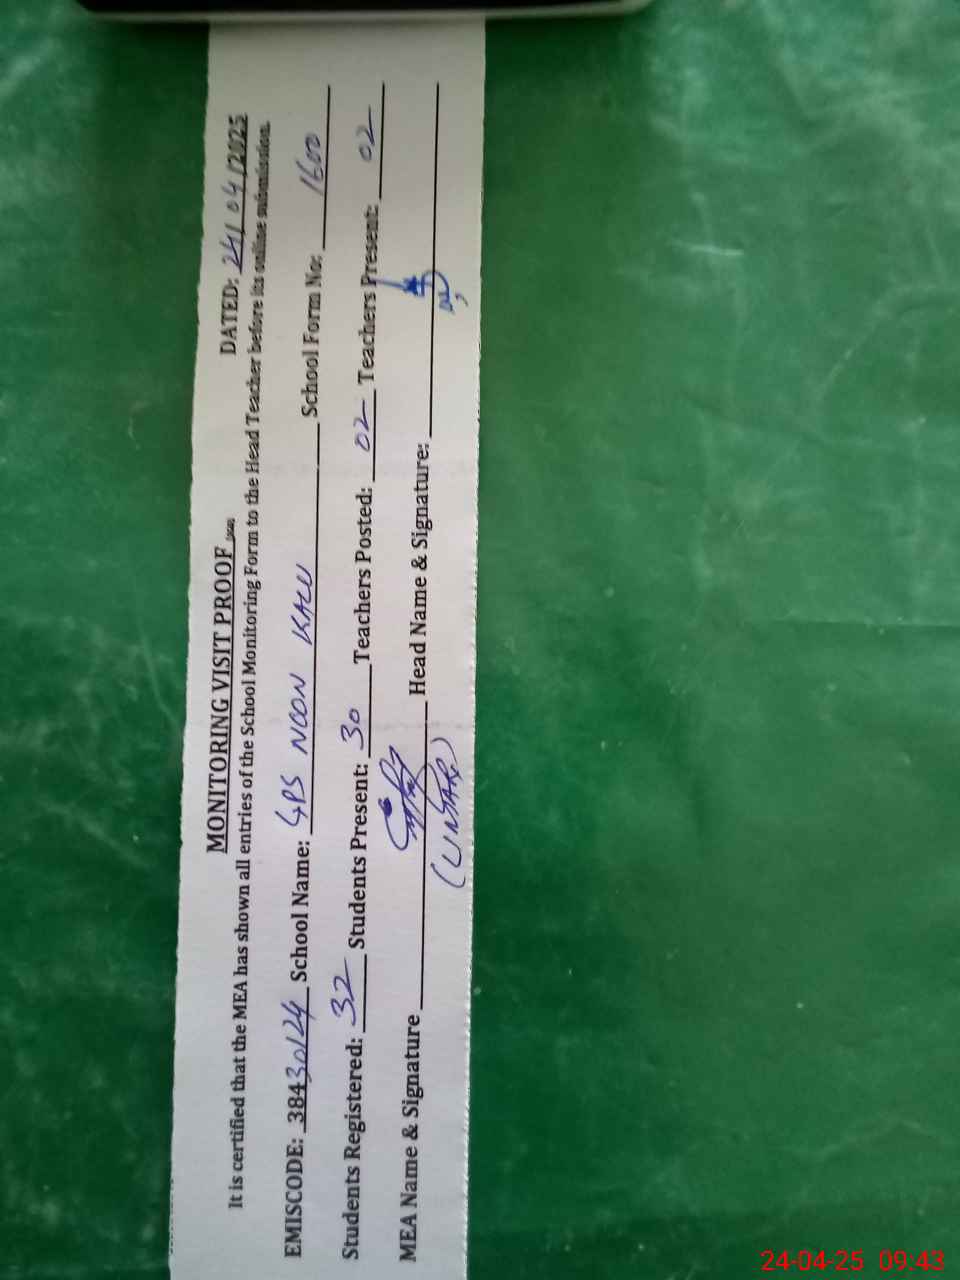 MONITORING VISIT PROOF
DATED: 24/04/2025
It is certified that the MEA has shown all entries of the School Monitoring Form to the Head Teacher before its online submission.
EMISCODE: 38430124 School Name: GPS NOON KALU School Form No: 1600
Students Registered: 32 Students Present: 30 Teachers Posted: 02 Teachers Present: 02
MEA Name & Signature Head Name & Signature:
24-04-25 09:43